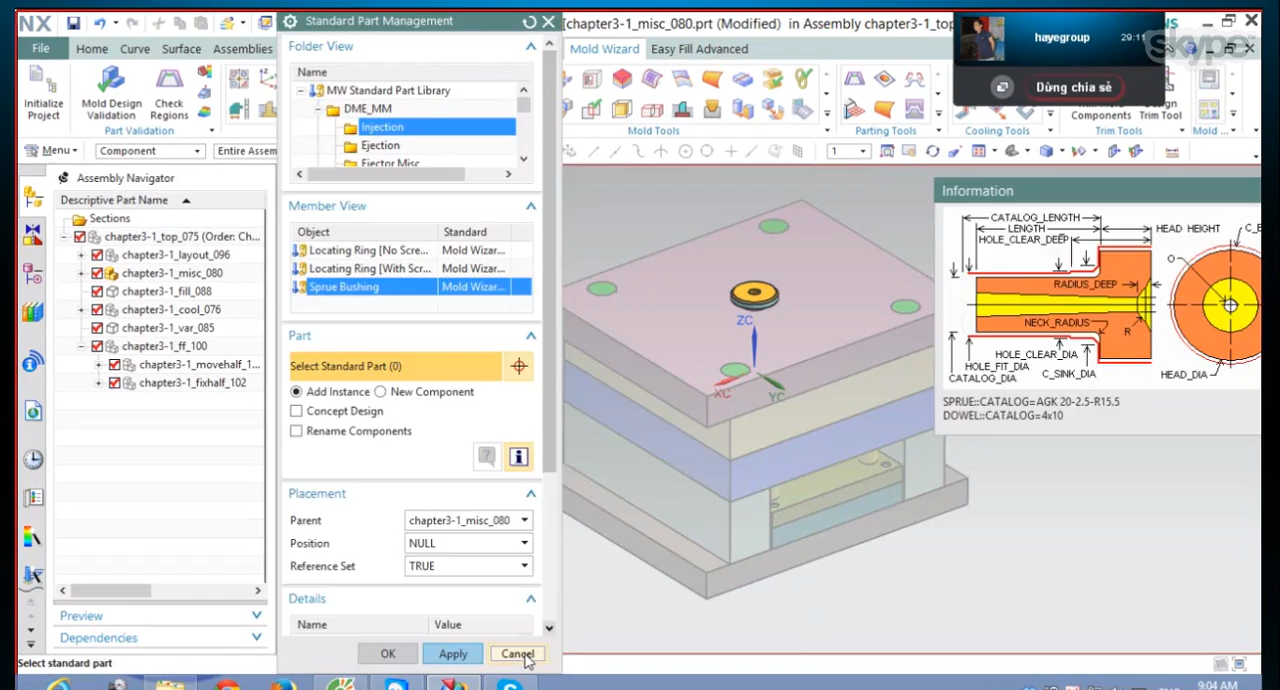 NX
Standard Part Management
[chapter3-1_misc_080.prt (Modified) in Assembly chapter3-1_top
NS
hayegroup
29:11
skype
Dừng chia sẻ
File Home Curve Surface Assemblies
Mold Wizard Easy Fill Advanced
Folder View
Name
MW Standard Part Library
DME_MM
Injection
Ejection
Ejector Misc
Initialize Project
Mold Design Validation
Check Regions
Part Validation
Mold Tools
Parting Tools
Cooling Tools
Components
Trim Tool
Trim Tools
Mold ...
Menu
Component
Entire Assem
1
Assembly Navigator
Descriptive Part Name
Sections
chapter3-1_top_075 (Order: Ch...
chapter3-1_layout_096
chapter3-1_misc_080
chapter3-1_fill_088
chapter3-1_cool_076
chapter3-1_var_085
chapter3-1_ff_100
chapter3-1_movehalf_1...
chapter3-1_fixhalf_102
Preview
Dependencies
Select standard part
Member View
Object Standard
Locating Ring [No Scre... Mold Wizar...
Locating Ring [With Scr... Mold Wizar...
Sprue Bushing Mold Wizar...
Part
Select Standard Part (0)
Add Instance New Component
Concept Design
Rename Components
Placement
Parent chapter3-1_misc_080
Position NULL
Reference Set TRUE
Details
Name Value
OK Apply Cancel
ZC
XC
YC
Information
CATALOG_LENGTH
LENGTH
HEAD HEIGHT
HOLE_CLEAR_DEEP
O
RADIUS_DEEP
NECK_RADIUS
R
HOLE_CLEAR_DIA
HOLE_FIT_DIA
C_SINK_DIA
CATALOG_DIA
HEAD_DIA
SPRUE::CATALOG=AGK 20-2.5-R15.5
DOWEL::CATALOG=4x10
9:04 AM